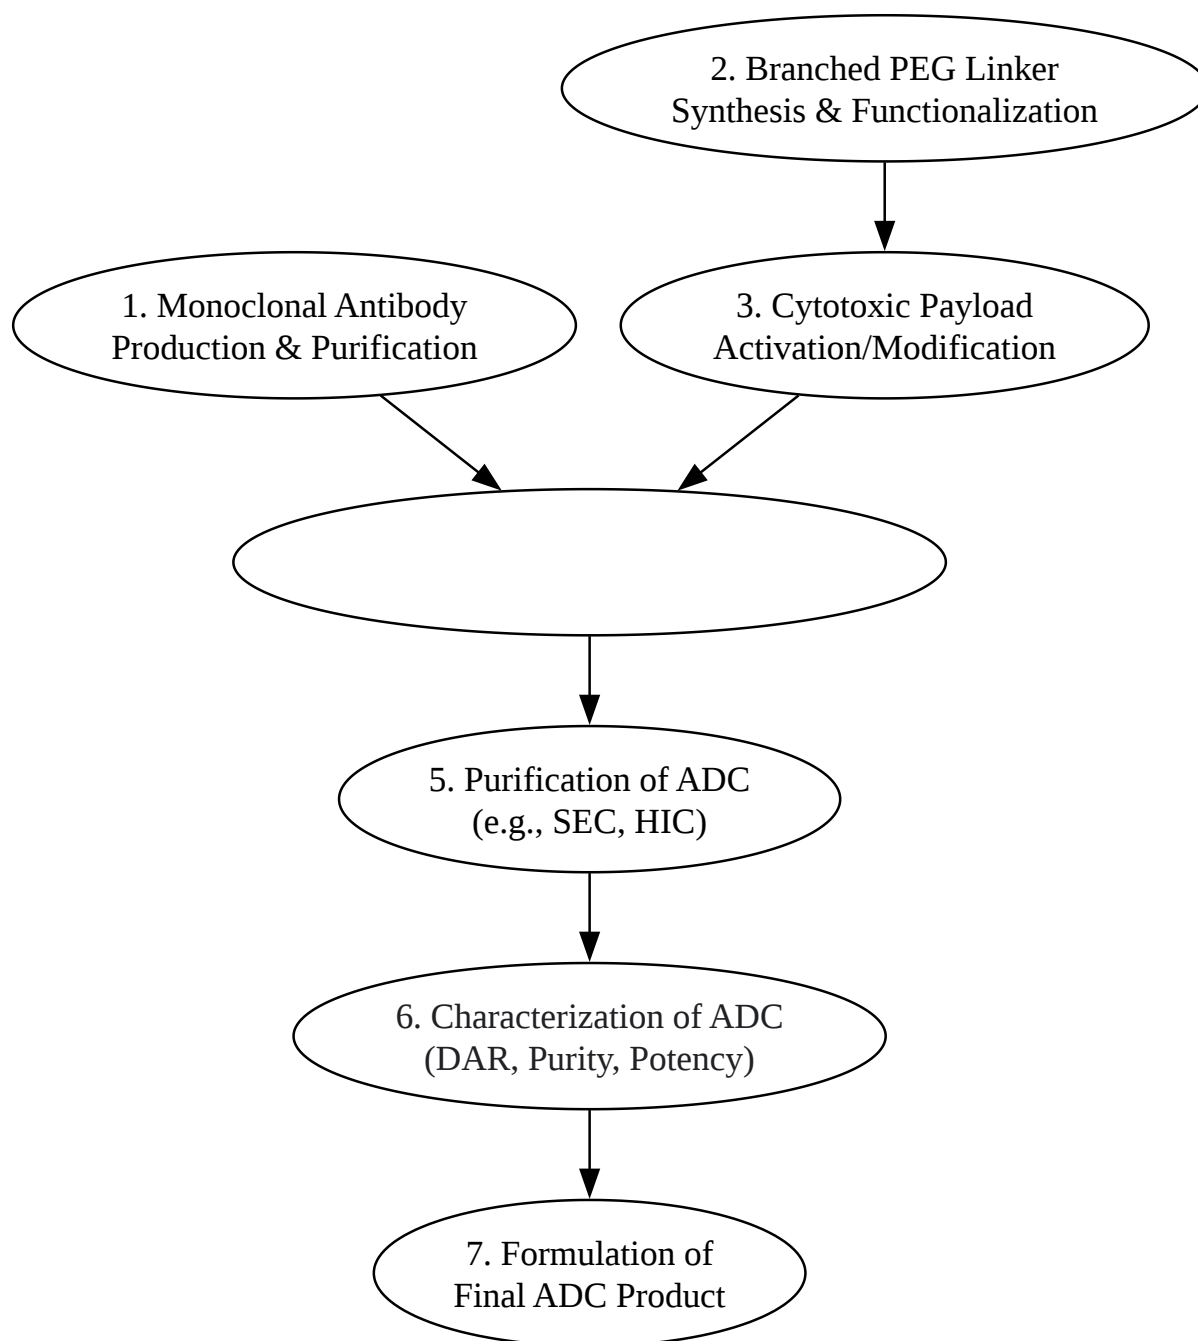 2. Branched PEG Linker
Synthesis & Functionalization
1. Monoclonal Antibody
Production & Purification
3. Cytotoxic Payload
Activation/Modification
5. Purification of ADC
(e.g., SEC, HIC)
6. Characterization of ADC
(DAR, Purity, Potency)
7. Formulation of
Final ADC Product